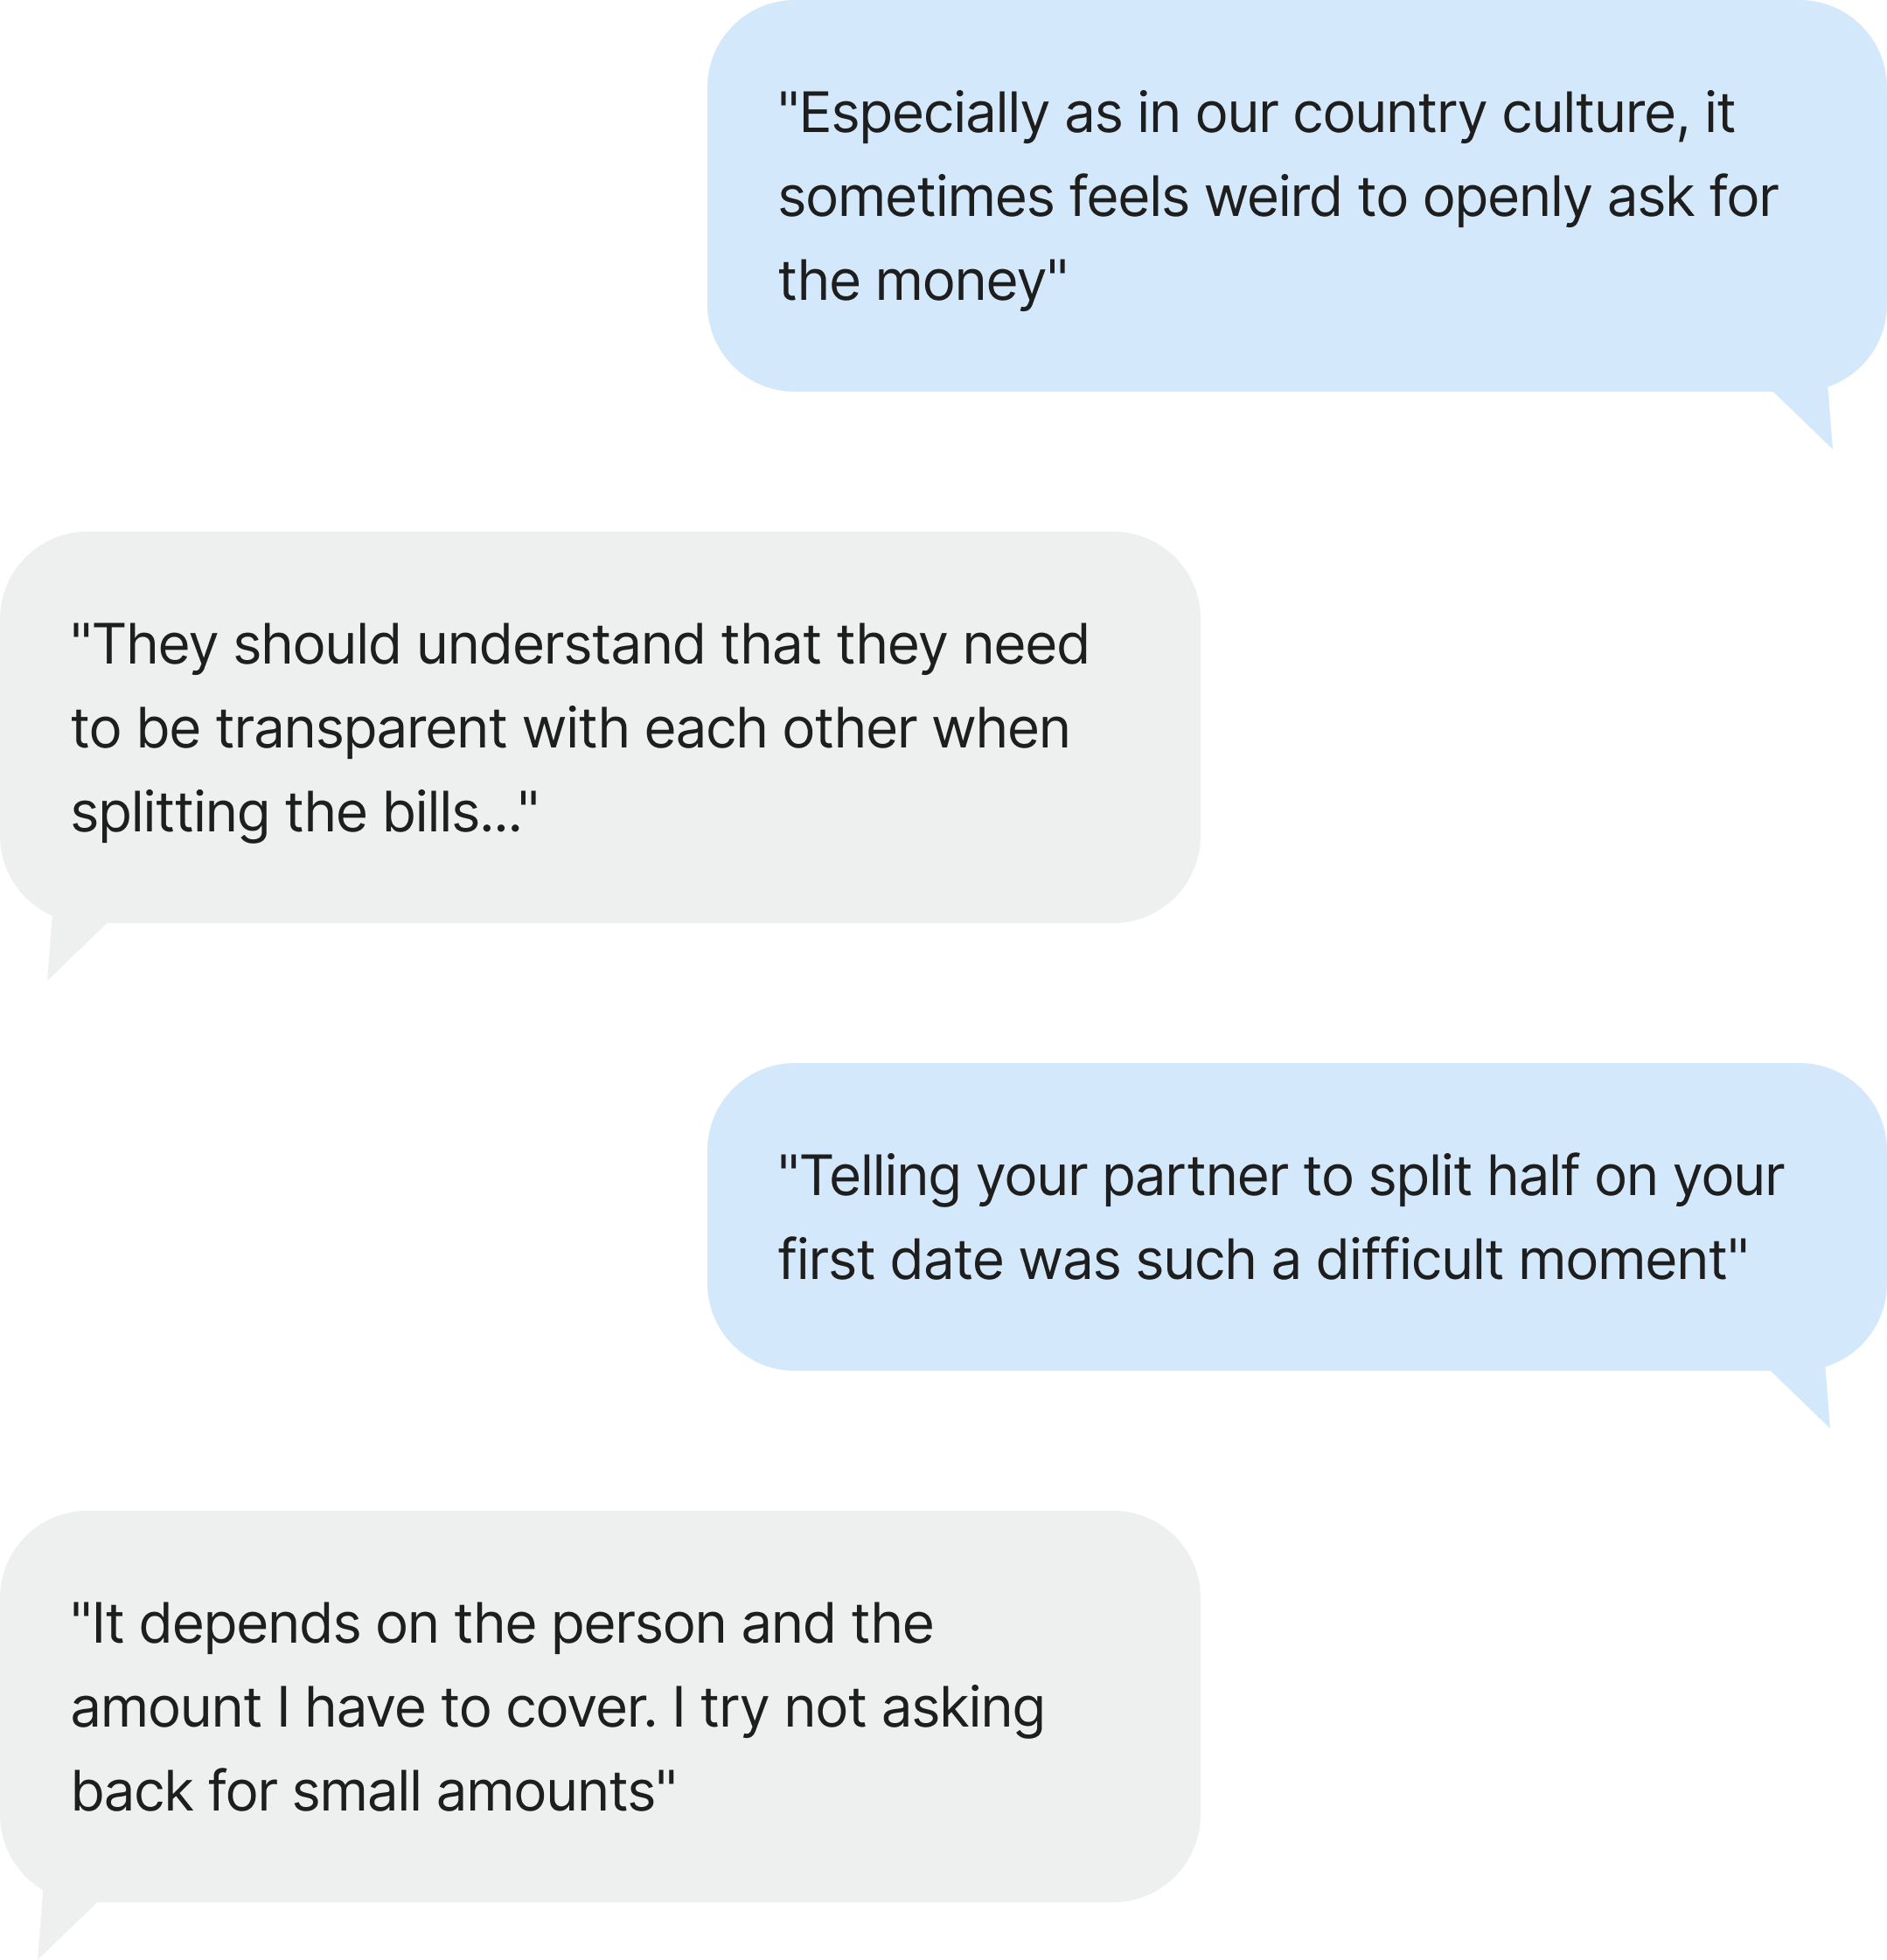 "Especially as in our country culture, it
sometimes feels weird to openly ask for
the money"
"They should understand that they need
to be transparent with each other when
splitting the bills..."
"Telling your partner to split half on your
first date was such a difficult moment"
"It depends on the person and the
amount I have to cover. I try not asking
back for small amounts"